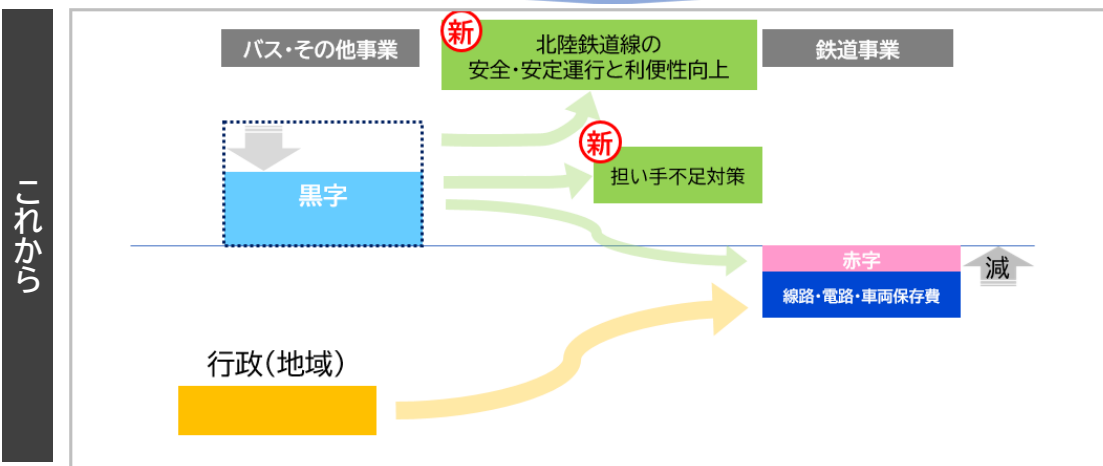 これから
バス・その他事業
新
北陸鉄道線の
安全・安定運行と利便性向上
鉄道事業
新
担い手不足対策
黒字
赤字
減
線路・電路・車両保存費
行政(地域)